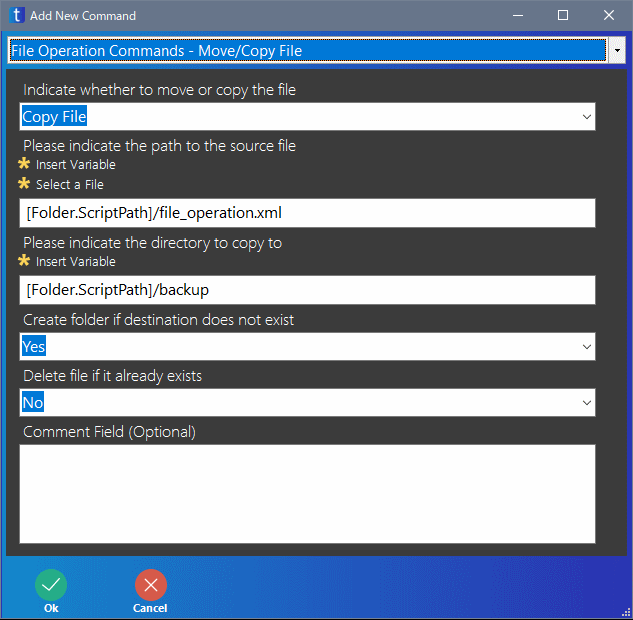 t Add New Command
File Operation Commands - Move/Copy File
Indicate whether to move or copy the file
Copy File
Please indicate the path to the source file
Insert Variable
Select a File
[Folder.ScriptPath]/file_operation.xml
Please indicate the directory to copy to
Insert Variable
[Folder.ScriptPath]/backup
Create folder if destination does not exist
Yes
Delete file if it already exists
No
Comment Field (Optional)
Ok Cancel